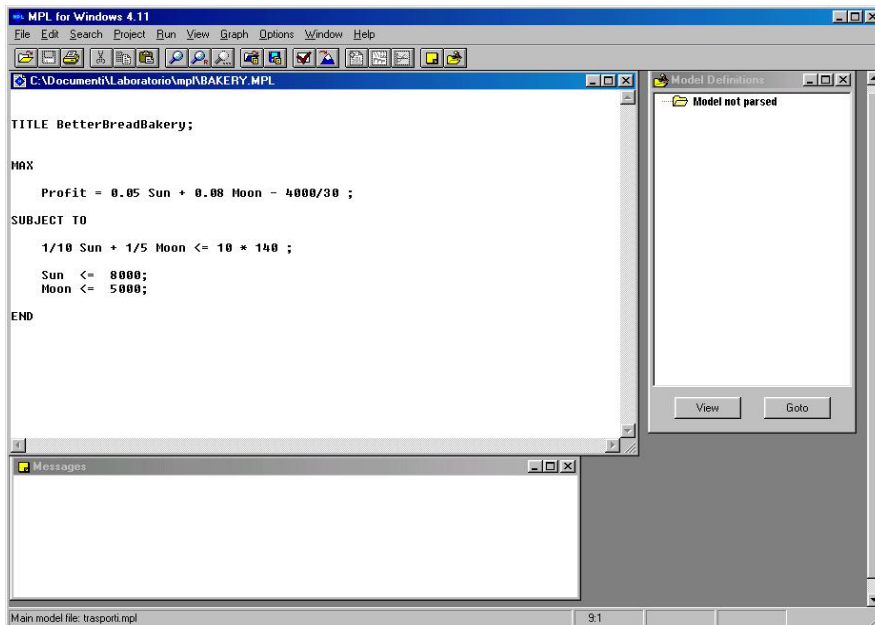 MPL for Windows 4.11
File Edit Search Project Run View Graph Options Window Help
C:\Documenti\Laboratorio\mpl\BAKERY.MPL
TITLE BetterBreadBakery;
MAX
Profit = 0.05 Sun + 0.08 Moon - 4000/30 ;
SUBJECT TO
1/10 Sun + 1/5 Moon <= 10 * 140 ;
Sun <= 8000;
Moon <= 5000;
END
Model Definitions
Model not parsed
View Goto
Messages
Main model file: trasporti.mpl 9:1